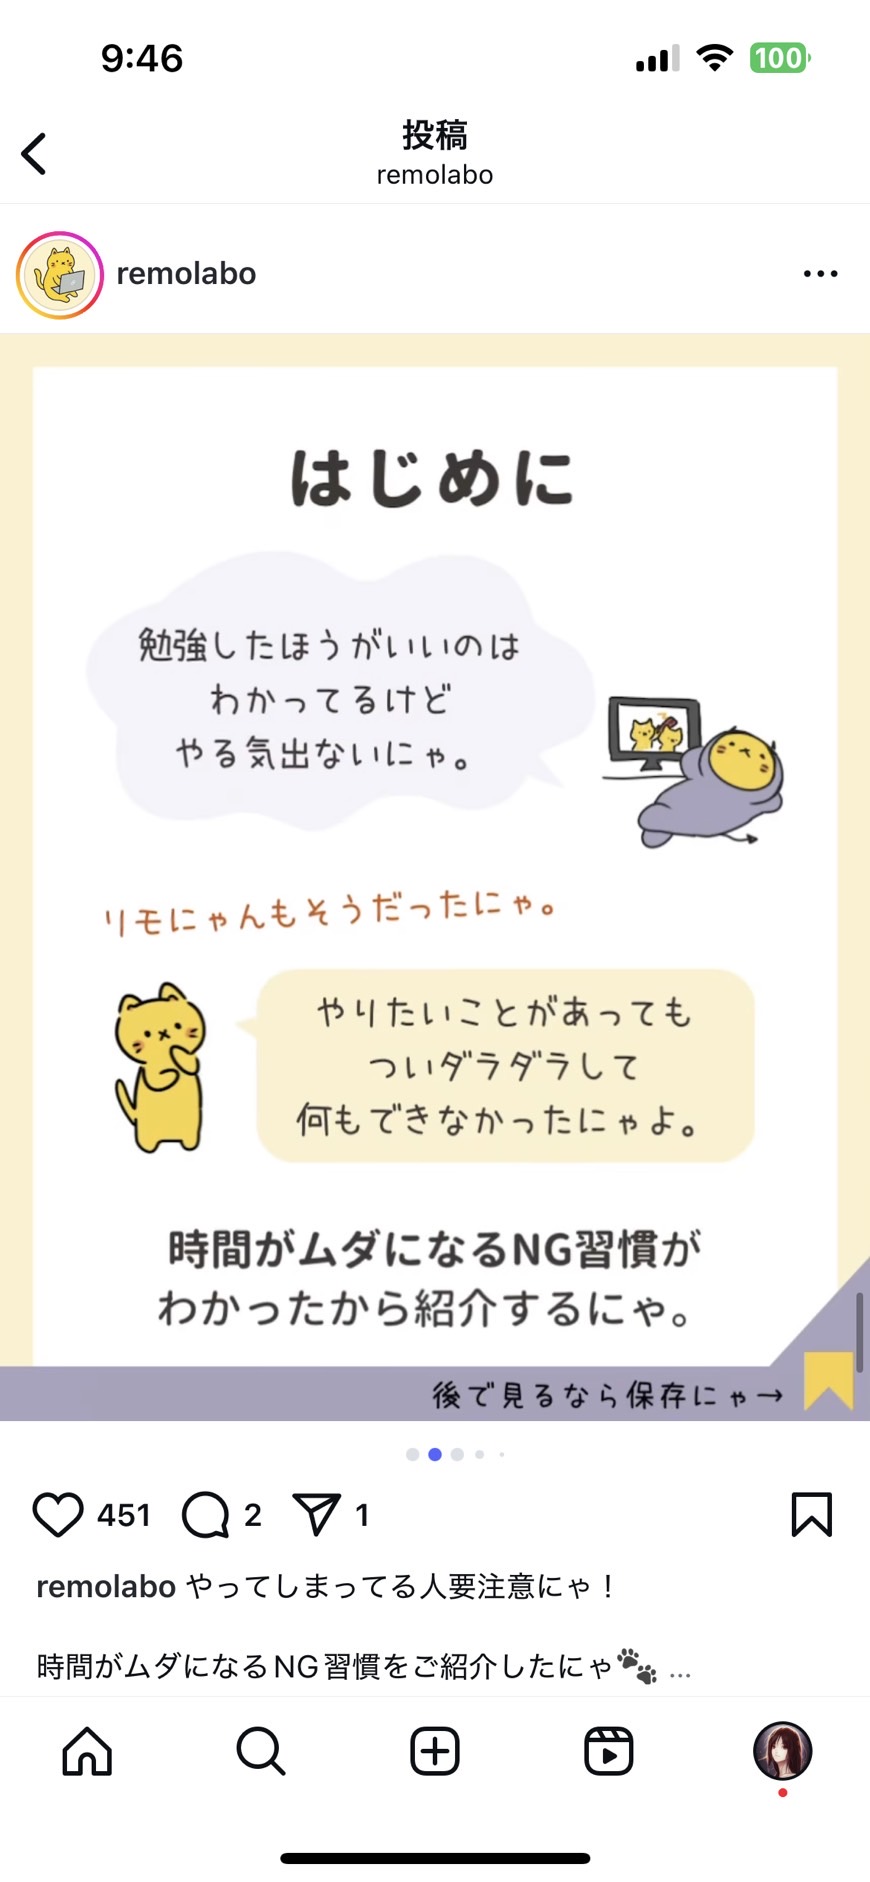 9:46
100
投稿
remolabo
remolabo
はじめに
勉強したほうがいいのは
わかってるけど
やる気出ないにゃ。
リモにゃんもそうだったにゃ。
やりたいことがあっても
ついダラダラして
何もできなかったにゃよ。
時間がムダになるNG習慣が
わかったから紹介するにゃ。
後で見るなら保存にゃ→
451 2 1
remolabo やってしまってる人要注意にゃ！
時間がムダになるNG習慣をご紹介したにゃ🐾 ...